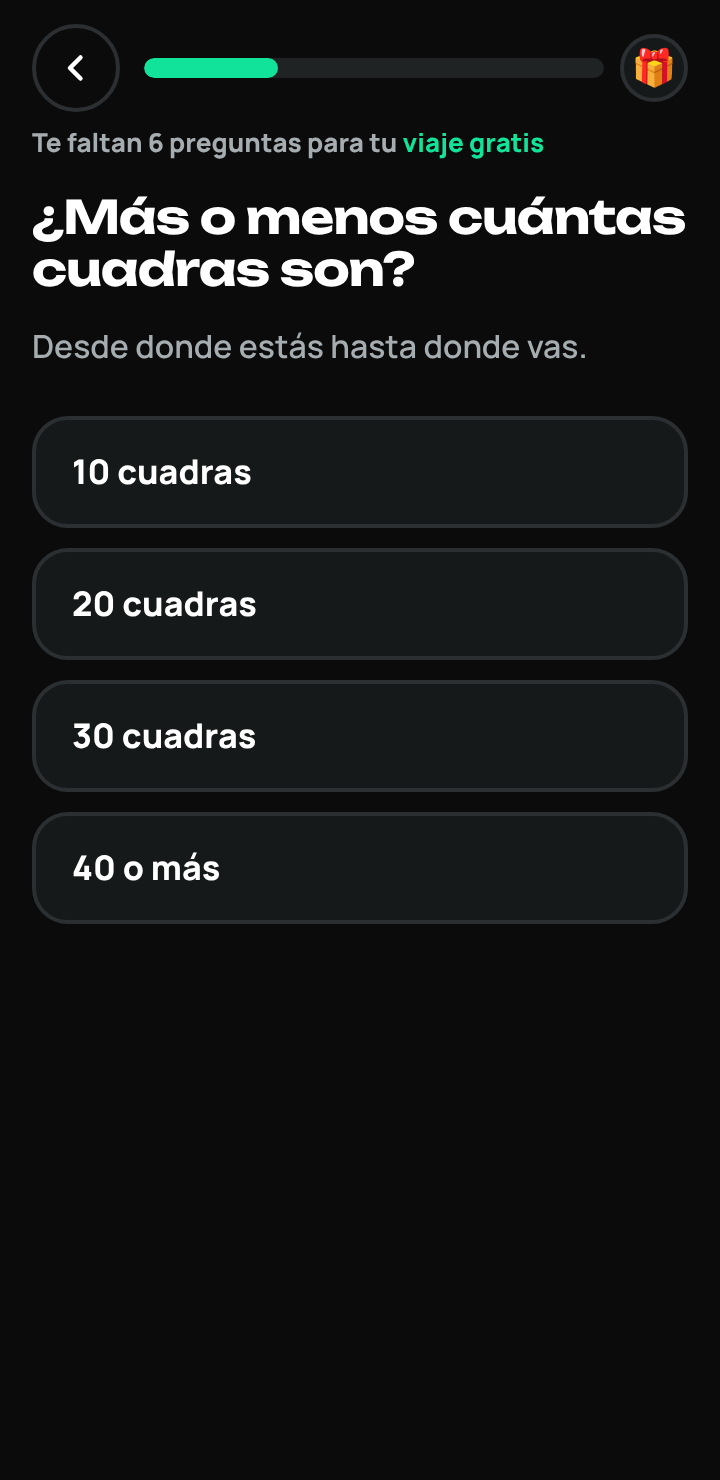 Te faltan 6 preguntas para tu viaje gratis
¿Más o menos cuántas
cuadras son?
Desde donde estás hasta donde vas.
10 cuadras
20 cuadras
30 cuadras
40 o más